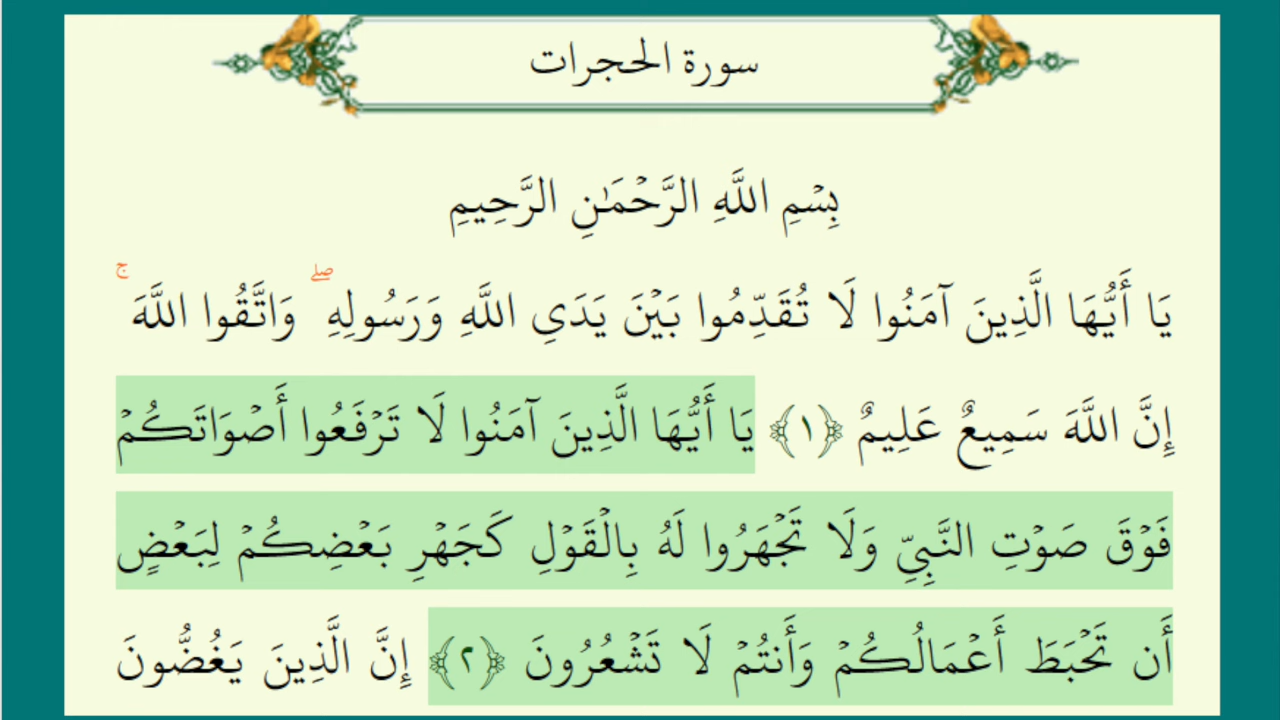 سورة الحجرات
بِسْمِ اللَّهِ الرَّحْمَٰنِ الرَّحِيمِ
يَا أَيُّهَا الَّذِينَ آمَنُوا لَا تُقَدِّمُوا بَيْنَ يَدَيِ اللَّهِ وَرَسُولِهِ ۖ وَاتَّقُوا اللَّهَ ۚ
إِنَّ اللَّهَ سَمِيعٌ عَلِيمٌ ﴿١﴾ يَا أَيُّهَا الَّذِينَ آمَنُوا لَا تَرْفَعُوا أَصْوَاتَكُمْ
فَوْقَ صَوْتِ النَّبِيِّ وَلَا تَجْهَرُوا لَهُ بِالْقَوْلِ كَجَهْرِ بَعْضِكُمْ لِبَعْضٍ
أَن تَحْبَطَ أَعْمَالُكُمْ وَأَنتُمْ لَا تَشْعُرُونَ ﴿٢﴾ إِنَّ الَّذِينَ يَغُضُّونَ